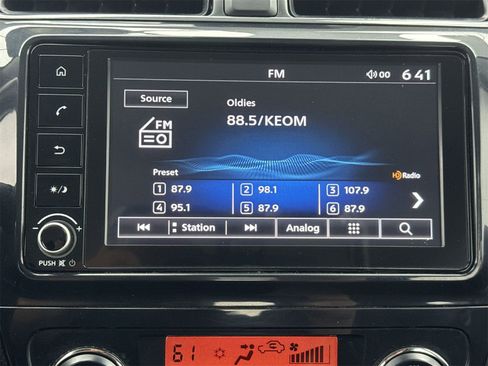 FM
00
6 41
Source
Oldies
88.5/KEOM
FM
Preset
HD Radio
1 87.9
2 98.1
3 107.9
4 95.1
5 87.9
6 87.9
Station
Analog
PUSH
61